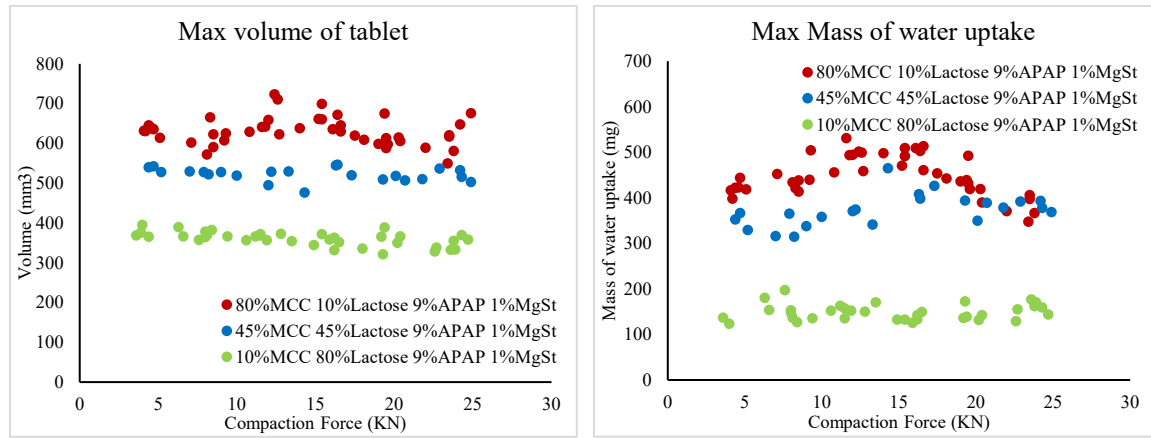 Max volume of tablet
800
700
600
500
400
300
200
100
0
Volume (mm3)
80%MCC 10%Lactose 9%APAP 1%MgSt
45%MCC 45%Lactose 9%APAP 1%MgSt
10%MCC 80%Lactose 9%APAP 1%MgSt
0 5 10 15 20 25 30
Compaction Force (KN)
Max Mass of water uptake
700
600
500
400
300
200
100
0
Mass of water uptake (mg)
80%MCC 10%Lactose 9%APAP 1%MgSt
45%MCC 45%Lactose 9%APAP 1%MgSt
10%MCC 80%Lactose 9%APAP 1%MgSt
0 5 10 15 20 25 30
Compaction Force (KN)